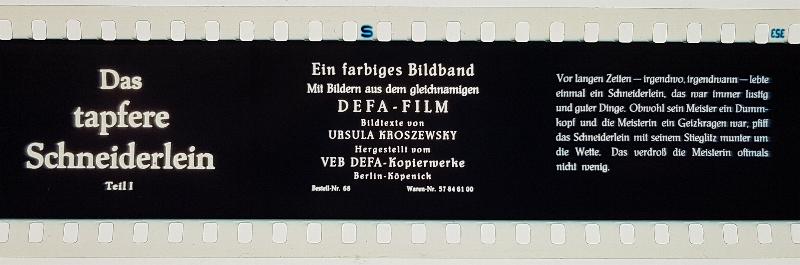 S
ESE
Das
tapfere
Schneiderlein
Teil I
Ein farbiges Bildband
Mit Bildern aus dem gleichnamigen
DEFA-FILM
Bildtexte von
URSULA KROSZEWSKY
Hergestellt vom
VEB DEFA-Kopierwerke
Berlin-Köpenick
Bestell-Nr. 68 Waren-Nr. 57 84 61 00
Vor langen Zeiten – irgendwo, irgendwann – lebte
einmal ein Schneiderlein, das war immer lustig
und guter Dinge. Obwohl sein Meister ein Dumm-
kopf und die Meisterin ein Geizkragen war, pfiff
das Schneiderlein mit seinem Stieglitz munter um
die Wette. Das verdroß die Meisterin oftmals
nicht wenig.